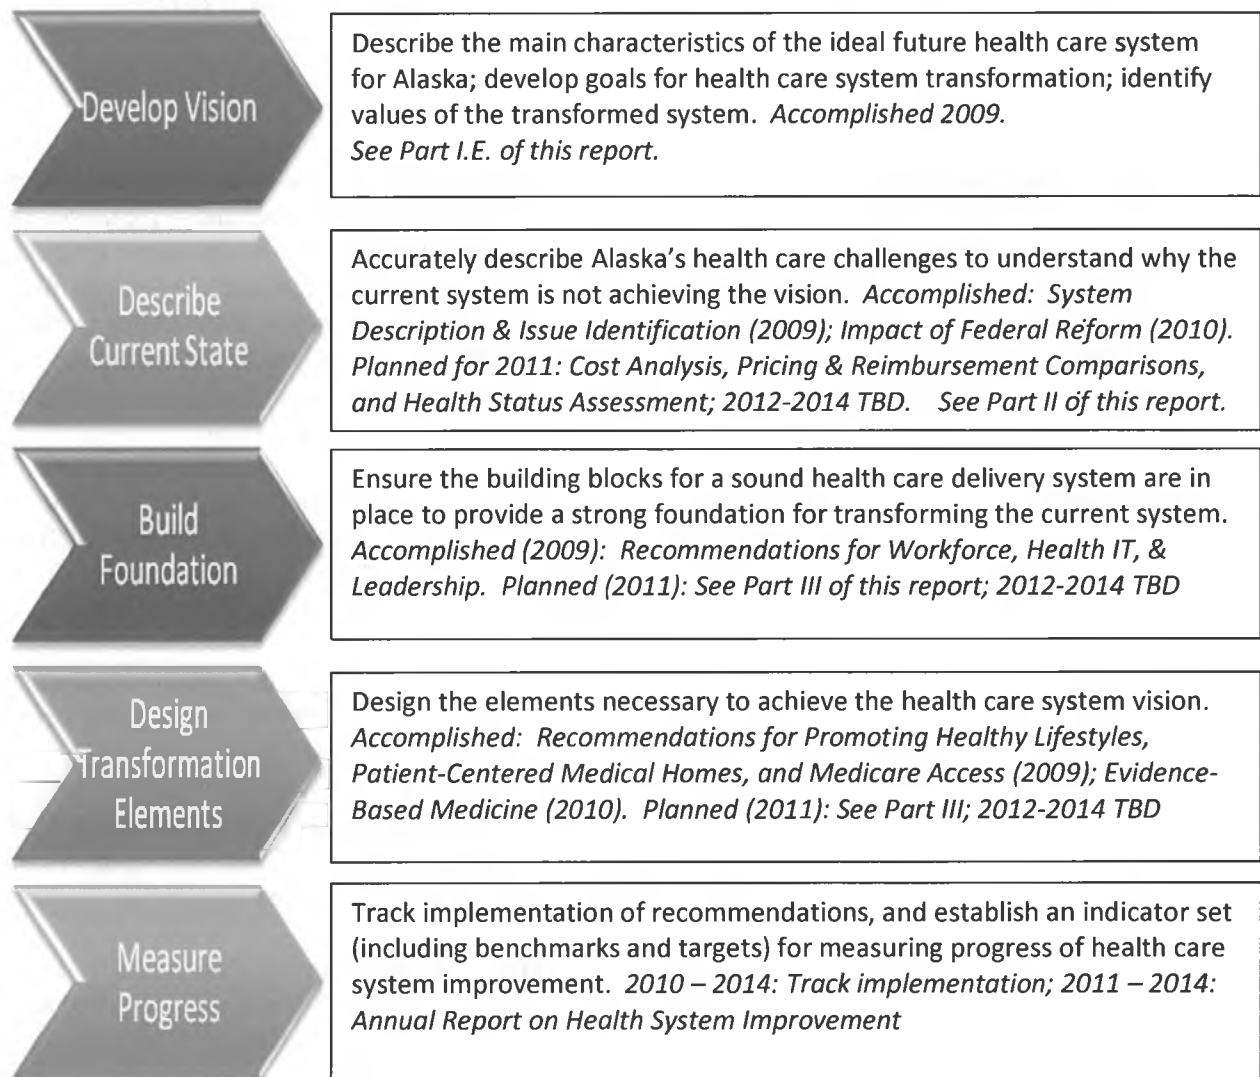 Develop Vision
Describe the main characteristics of the ideal future health care system
for Alaska; develop goals for health care system transformation; identify
values of the transformed system. Accomplished 2009.
See Part I.E. of this report.
Describe
Current State
Accurately describe Alaska's health care challenges to understand why the
current system is not achieving the vision. Accomplished: System
Description & Issue Identification (2009); Impact of Federal Reform (2010).
Planned for 2011: Cost Analysis, Pricing & Reimbursement Comparisons,
and Health Status Assessment; 2012-2014 TBD. See Part II of this report.
Build
Foundation
Ensure the building blocks for a sound health care delivery system are in
place to provide a strong foundation for transforming the current system.
Accomplished (2009): Recommendations for Workforce, Health IT, &
Leadership. Planned (2011): See Part III of this report; 2012-2014 TBD
Design
Transformation
Elements
Design the elements necessary to achieve the health care system vision.
Accomplished: Recommendations for Promoting Healthy Lifestyles,
Patient-Centered Medical Homes, and Medicare Access (2009); Evidence-
Based Medicine (2010). Planned (2011): See Part III; 2012-2014 TBD
Measure
Progress
Track implementation of recommendations, and establish an indicator set
(including benchmarks and targets) for measuring progress of health care
system improvement. 2010 – 2014: Track implementation; 2011 – 2014:
Annual Report on Health System Improvement